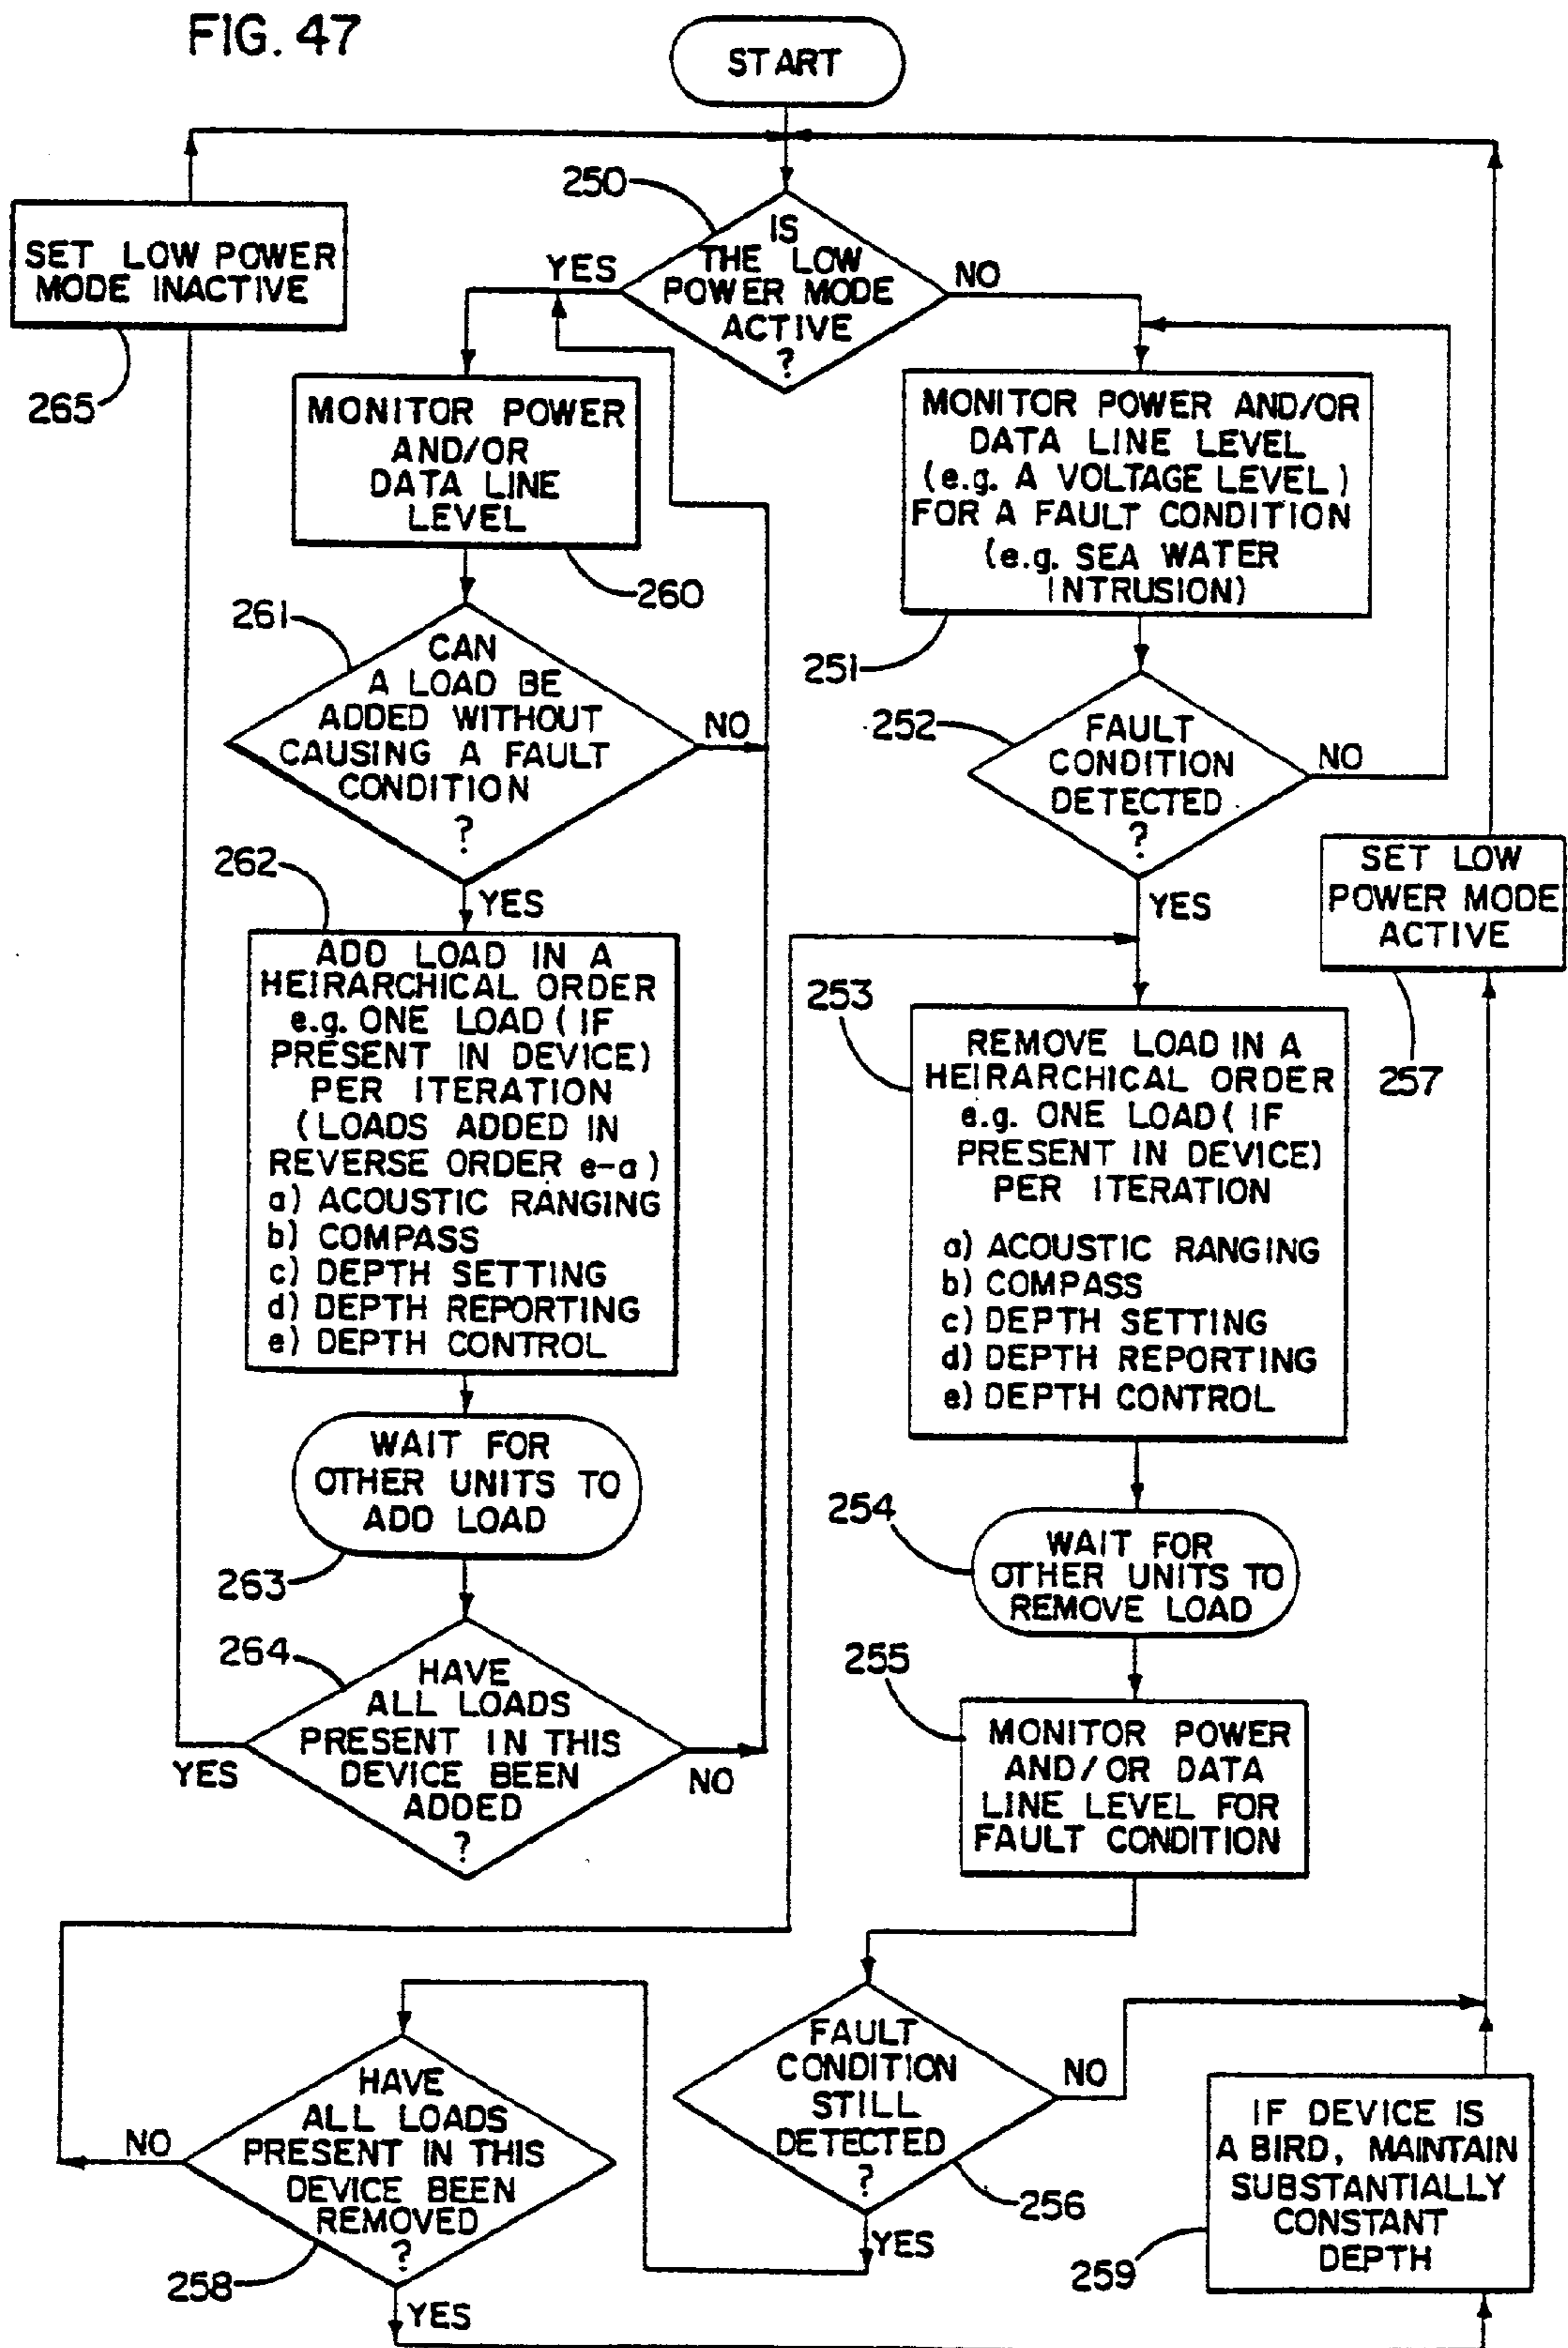 FIG. 47
START
250
IS
THE LOW
POWER MODE
ACTIVE
?
YES
NO
SET LOW POWER
MODE INACTIVE
265
MONITOR POWER
AND/OR
DATA LINE
LEVEL
260
MONITOR POWER AND/OR
DATA LINE LEVEL
(e.g. A VOLTAGE LEVEL)
FOR A FAULT CONDITION
(e.g. SEA WATER
INTRUSION)
251
261
CAN
A LOAD BE
ADDED WITHOUT
CAUSING A FAULT
CONDITION
?
NO
YES
252
FAULT
CONDITION
DETECTED
?
NO
YES
SET LOW
POWER MODE
ACTIVE
257
262
ADD LOAD IN A
HEIRARCHICAL ORDER
e.g. ONE LOAD (IF
PRESENT IN DEVICE)
PER ITERATION
(LOADS ADDED IN
REVERSE ORDER e-a)
a) ACOUSTIC RANGING
b) COMPASS
c) DEPTH SETTING
d) DEPTH REPORTING
e) DEPTH CONTROL
253
REMOVE LOAD IN A
HEIRARCHICAL ORDER
e.g. ONE LOAD (IF
PRESENT IN DEVICE)
PER ITERATION
a) ACOUSTIC RANGING
b) COMPASS
c) DEPTH SETTING
d) DEPTH REPORTING
e) DEPTH CONTROL
WAIT FOR
OTHER UNITS TO
ADD LOAD
263
254
WAIT FOR
OTHER UNITS TO
REMOVE LOAD
264
HAVE
ALL LOADS
PRESENT IN THIS
DEVICE BEEN
ADDED
?
YES
NO
255
MONITOR POWER
AND/OR DATA
LINE LEVEL FOR
FAULT CONDITION
FAULT
CONDITION
STILL
DETECTED
?
NO
YES
256
HAVE
ALL LOADS
PRESENT IN THIS
DEVICE BEEN
REMOVED
?
NO
YES
258
IF DEVICE IS
A BIRD, MAINTAIN
SUBSTANTIALLY
CONSTANT
DEPTH
259